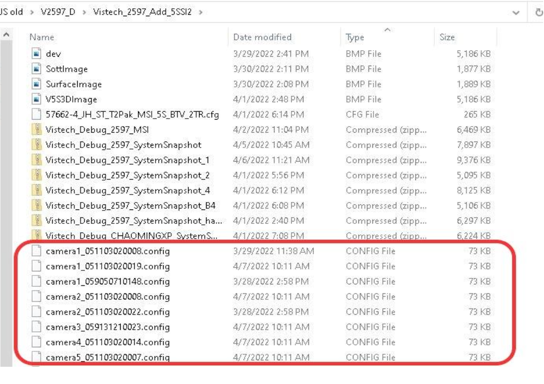 JS old > V2597_D > Vistech_2597_Add_5SSI2 >
Name Date modified Type Size
dev 3/29/2022 2:41 PM BMP File 5,186 KB
SottImage 3/30/2022 2:11 PM BMP File 1,877 KB
SurfaceImage 3/30/2022 2:08 PM BMP File 1,889 KB
V5S3DImage 4/1/2022 2:48 PM BMP File 5,186 KB
57662-4_JH_ST_T2Pak_MSI_5S_BTV_2TR.cfg 4/1/2022 6:14 PM CFG File 265 KB
Vistech_Debug_2597_MSI 4/2/2022 11:04 PM Compressed (zipp... 6,469 KB
Vistech_Debug_2597_SystemSnapshot 4/5/2022 10:45 AM Compressed (zipp... 7,897 KB
Vistech_Debug_2597_SystemSnapshot_1 4/6/2022 11:21 AM Compressed (zipp... 9,376 KB
Vistech_Debug_2597_SystemSnapshot_2 4/1/2022 5:56 PM Compressed (zipp... 5,095 KB
Vistech_Debug_2597_SystemSnapshot_4 4/1/2022 6:12 PM Compressed (zipp... 8,125 KB
Vistech_Debug_2597_SystemSnapshot_B4 4/1/2022 6:08 PM Compressed (zipp... 5,106 KB
Vistech_Debug_2597_SystemSnapshot_ha... 4/1/2022 2:40 PM Compressed (zipp... 6,297 KB
Vistech_Debug_CHAOMINGXP_SystemS... 4/1/2022 7:08 PM Compressed (zipp... 6,224 KB
camera1_051103020008.config 3/29/2022 11:38 AM CONFIG File 73 KB
camera1_051103020019.config 4/7/2022 10:11 AM CONFIG File 73 KB
camera1_059050710148.config 3/28/2022 2:58 PM CONFIG File 73 KB
camera2_051103020008.config 4/7/2022 10:11 AM CONFIG File 73 KB
camera2_051103020022.config 3/28/2022 2:58 PM CONFIG File 73 KB
camera3_059131210023.config 4/7/2022 10:11 AM CONFIG File 73 KB
camera4_051103020014.config 4/7/2022 10:11 AM CONFIG File 73 KB
camera5_051103020007.config 4/7/2022 10:11 AM CONFIG File 73 KB